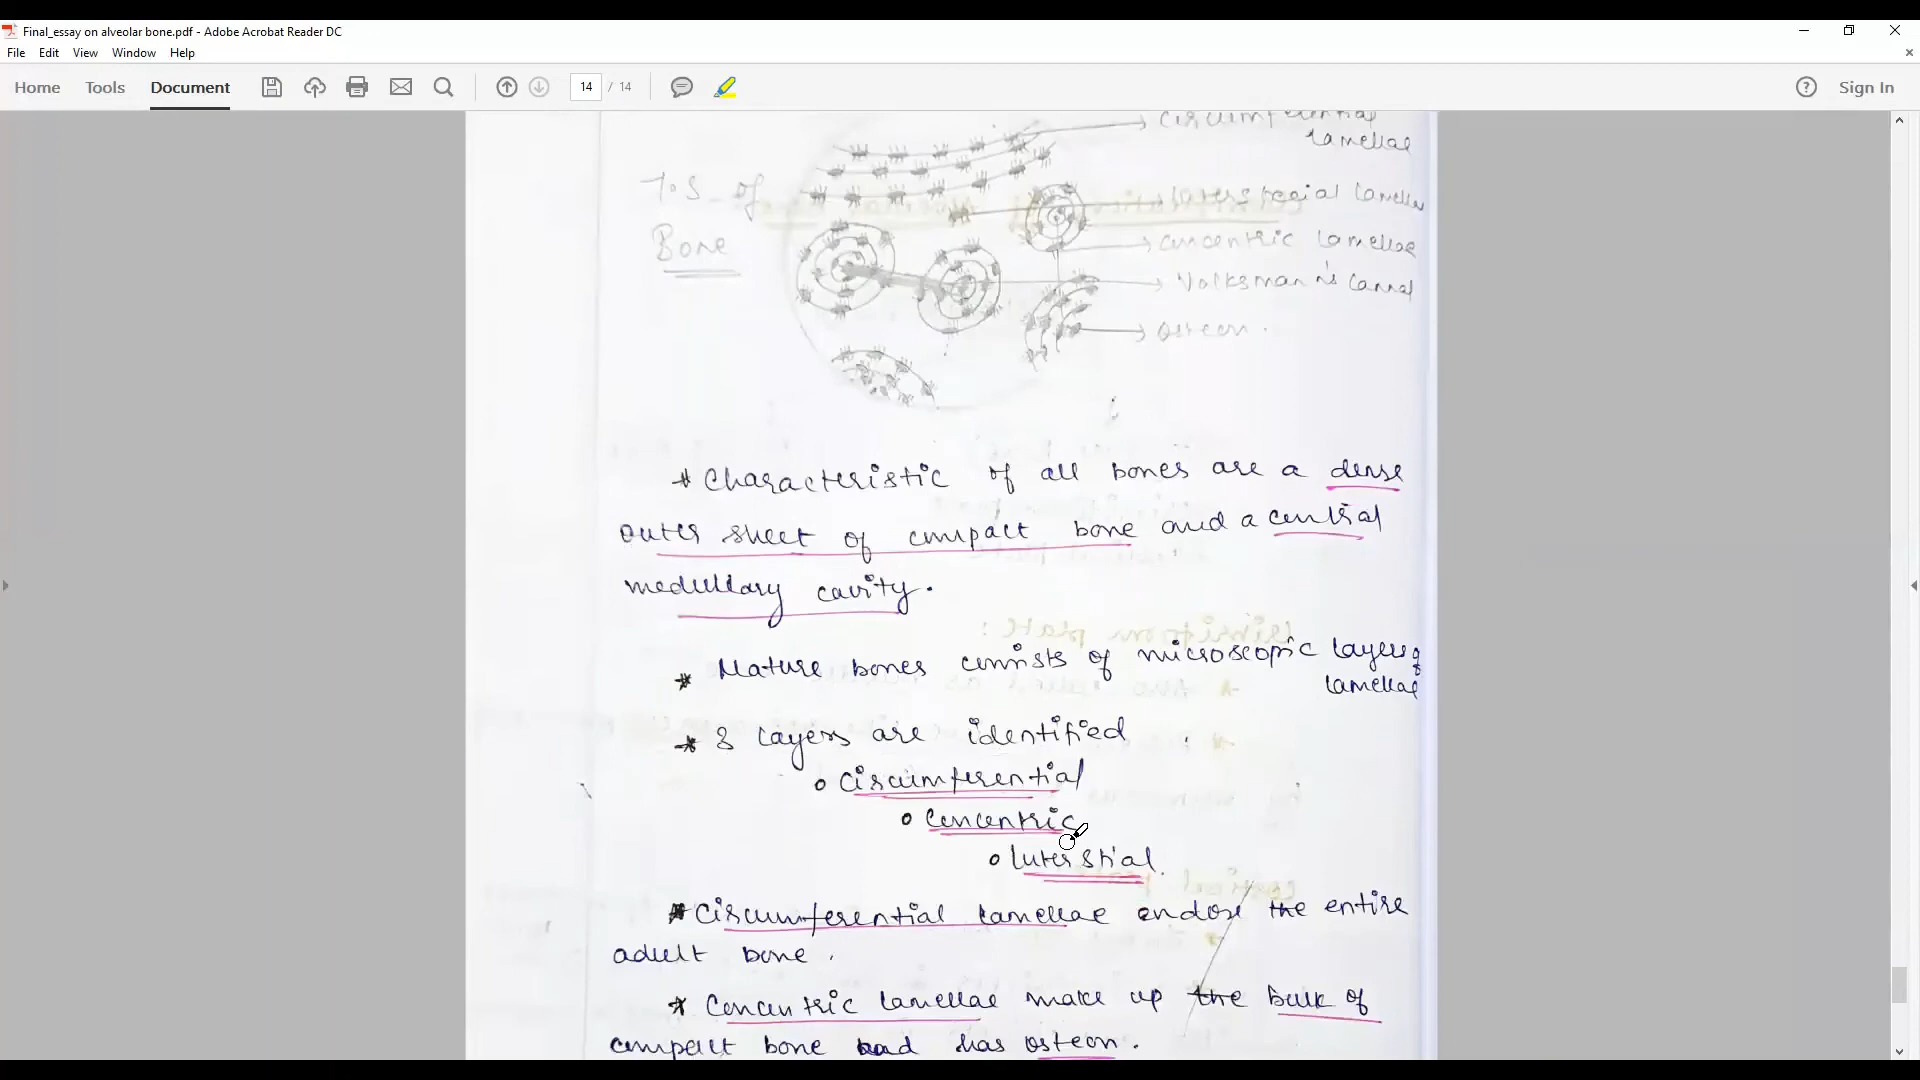 Final_essay on alveolar bone.pdf - Adobe Acrobat Reader DC
File Edit View Window Help
Home Tools Document 14 / 14 Sign In
circumferential
lamellae
T.S of
Bone
lamellae
concentric lamellae
Volksman's canal
osteon.
* Characteristic of all bones are a dense
outer sheet of compact bone and a central
medullary cavity.
* Mature bones consists of microscopic layers of
lamellae
* 3 layers are identified
o circumferential
o concentric
o Interstial.
* Circumferential lamellae enclose the entire
adult bone.
* Concentric lamellae make up the bulk of
compact bone and has osteon.